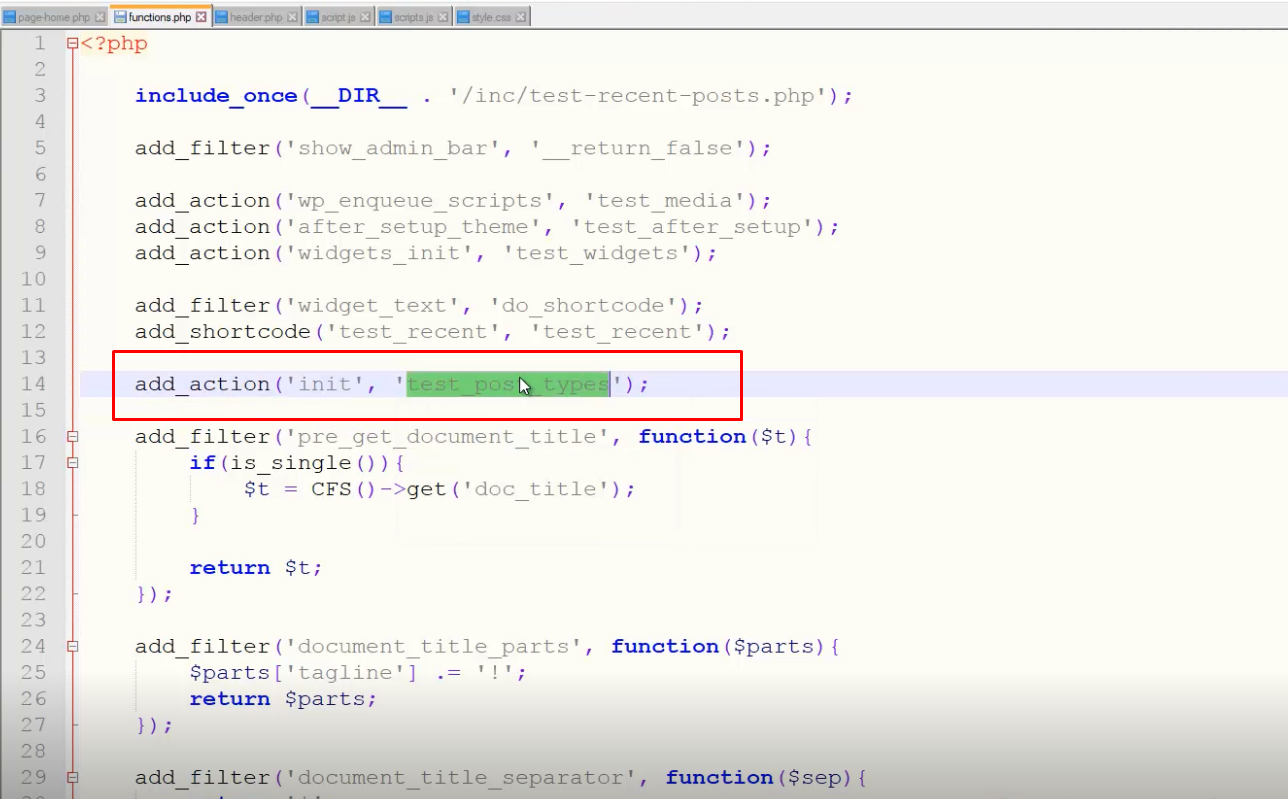 page-home.php functions.php header.php script.js scripts.js style.css
1 <?php
2
3 include_once(__DIR__ . '/inc/test-recent-posts.php');
4
5 add_filter('show_admin_bar', '__return_false');
6
7 add_action('wp_enqueue_scripts', 'test_media');
8 add_action('after_setup_theme', 'test_after_setup');
9 add_action('widgets_init', 'test_widgets');
10
11 add_filter('widget_text', 'do_shortcode');
12 add_shortcode('test_recent', 'test_recent');
13
14 add_action('init', 'test_post_types');
15
16 add_filter('pre_get_document_title', function($t){
17 if(is_single()){
18 $t = CFS()->get('doc_title');
19 }
20
21 return $t;
22 });
23
24 add_filter('document_title_parts', function($parts){
25 $parts['tagline'] .= '!';
26 return $parts;
27 });
28
29 add_filter('document_title_separator', function($sep){